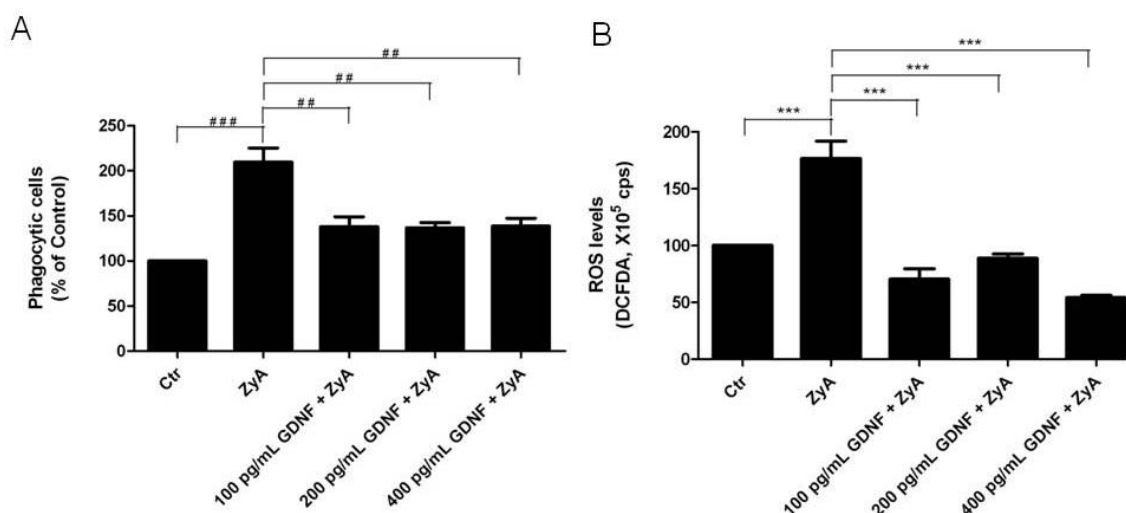 A
Phagocytic cells
(% of Control)
250
200
150
100
50
0
###
##
##
##
Ctr
ZyA
100 pg/mL GDNF + ZyA
200 pg/mL GDNF + ZyA
400 pg/mL GDNF + ZyA
B
ROS levels
(DCFDA, X10⁵ cps)
200
150
100
50
0
***
***
***
***
Ctr
ZyA
100 pg/mL GDNF + ZyA
200 pg/mL GDNF + ZyA
400 pg/mL GDNF + ZyA